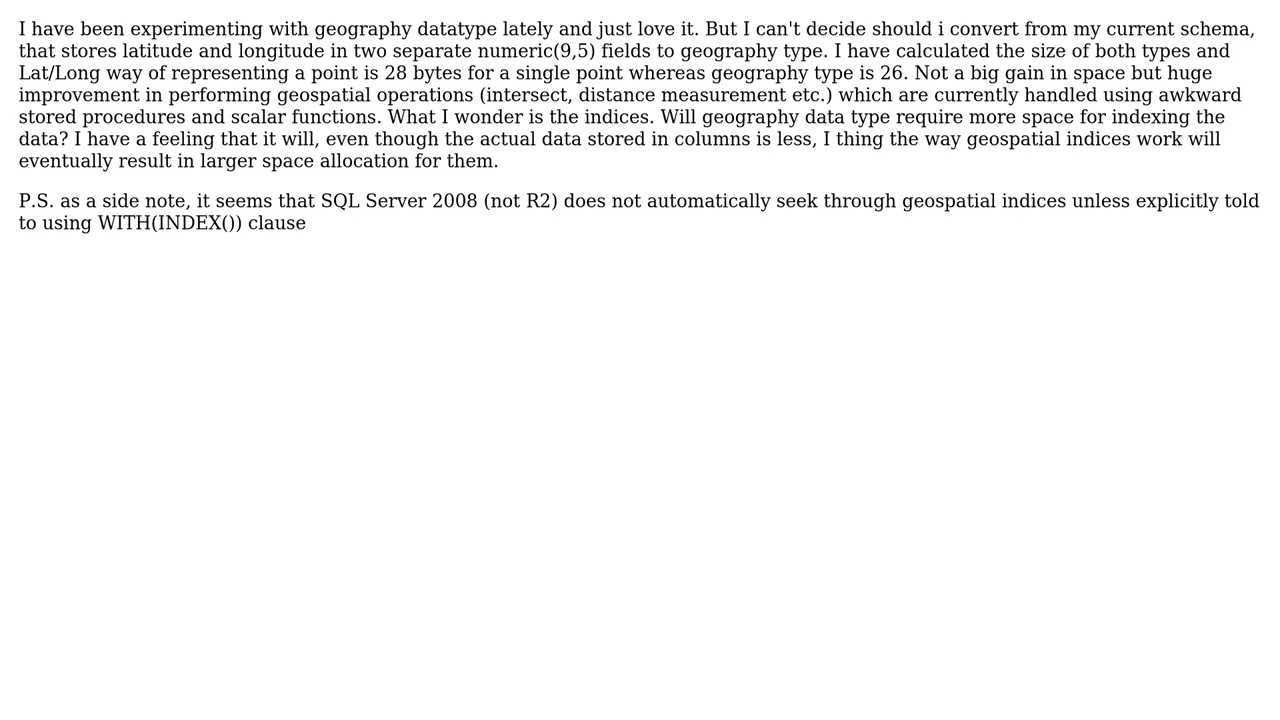 I have been experimenting with geography datatype lately and just love it. But I can't decide should i convert from my current schema,
that stores latitude and longitude in two separate numeric(9,5) fields to geography type. I have calculated the size of both types and
Lat/Long way of representing a point is 28 bytes for a single point whereas geography type is 26. Not a big gain in space but huge
improvement in performing geospatial operations (intersect, distance measurement etc.) which are currently handled using awkward
stored procedures and scalar functions. What I wonder is the indices. Will geography data type require more space for indexing the
data? I have a feeling that it will, even though the actual data stored in columns is less, I thing the way geospatial indices work will
eventually result in larger space allocation for them.
P.S. as a side note, it seems that SQL Server 2008 (not R2) does not automatically seek through geospatial indices unless explicitly told
to using WITH(INDEX()) clause